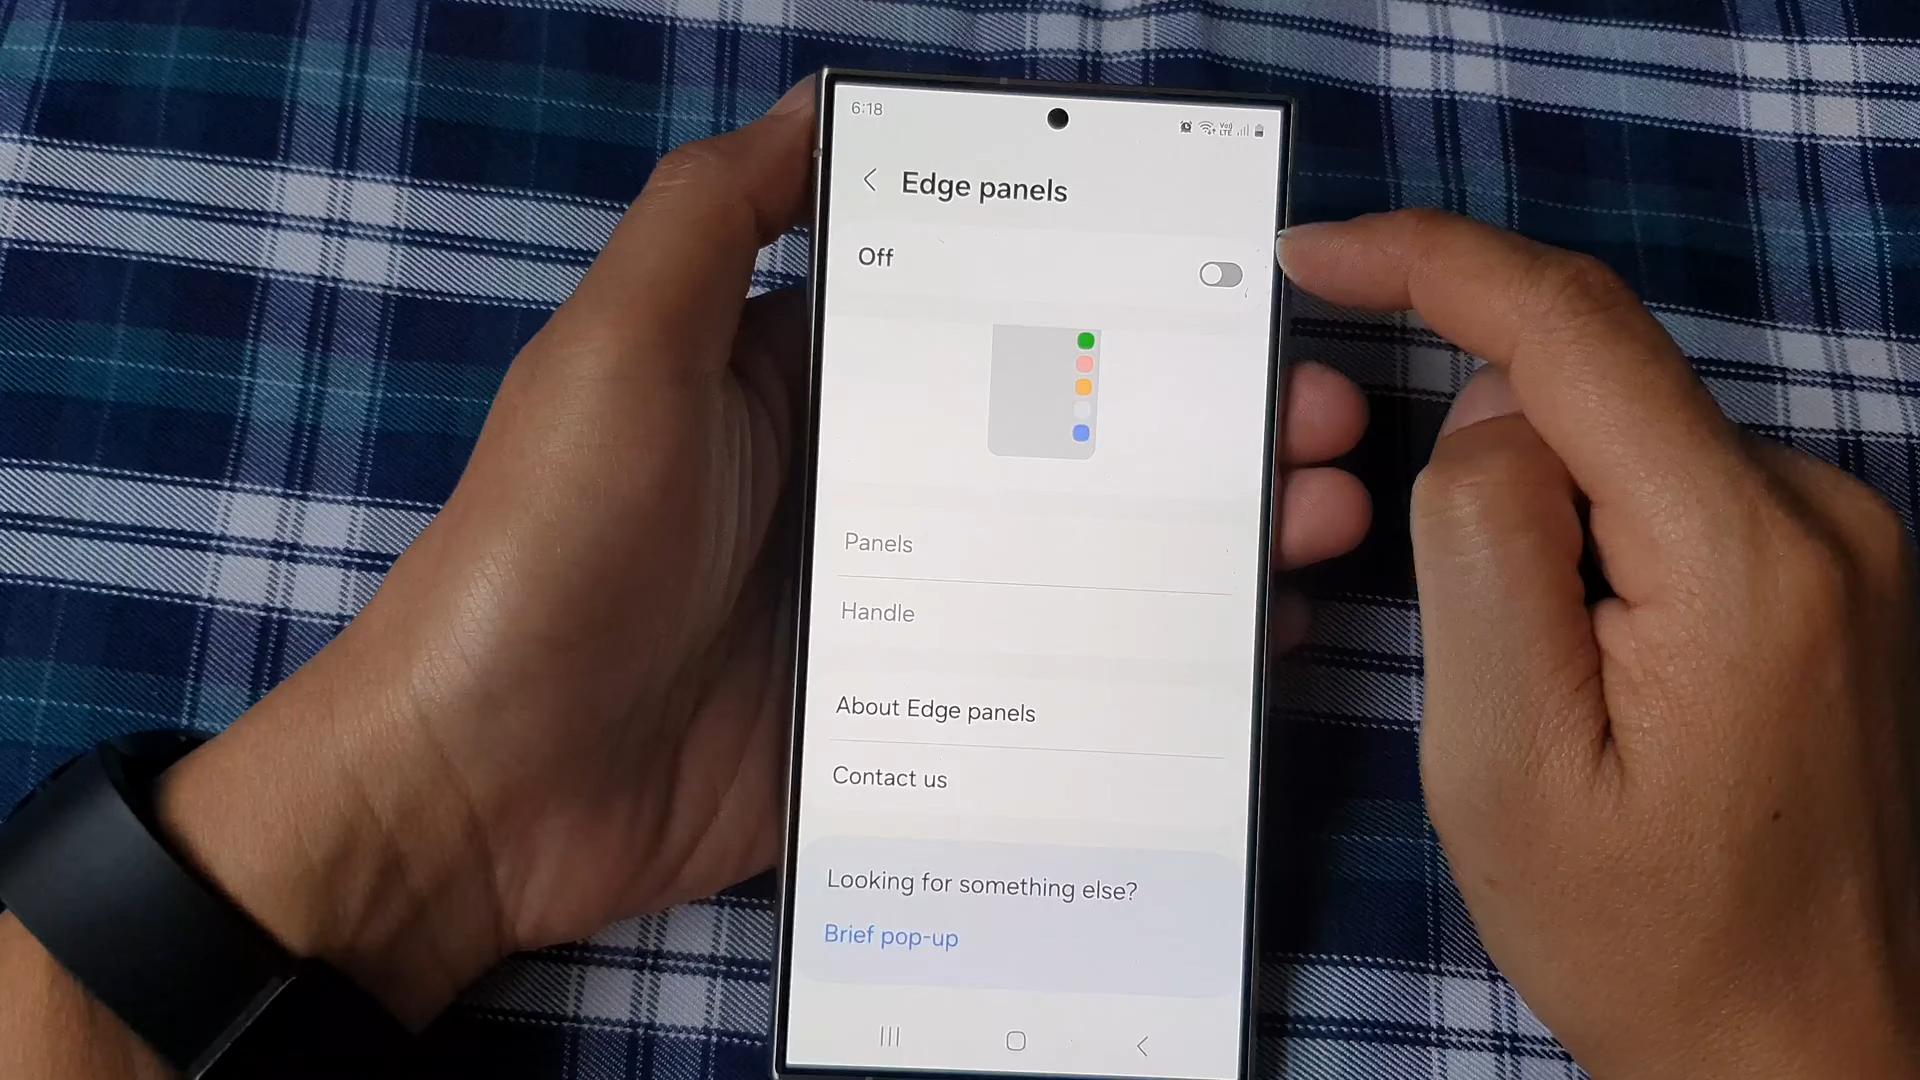 6:18
Edge panels
Off
Panels
Handle
About Edge panels
Contact us
Looking for something else?
Brief pop-up